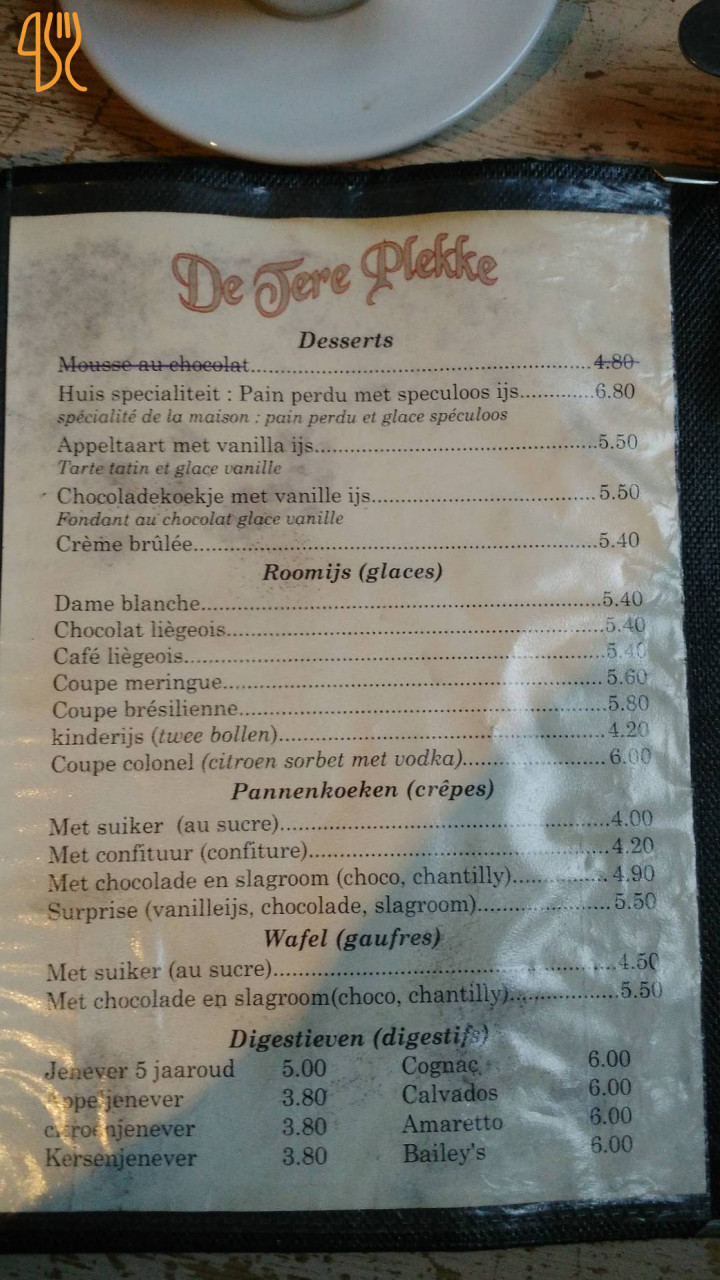 De Tere Plekke
Desserts
Mousse au chocolat 4.80
Huis specialiteit : Pain perdu met speculoos ijs 6.80
spécialité de la maison : pain perdu et glace spéculoos
Appeltaart met vanilla ijs 5.50
Tarte tatin et glace vanille
Chocoladekoekje met vanille ijs 5.50
Fondant au chocolat glace vanille
Crème brûlée 5.40
Roomijs (glaces)
Dame blanche 5.40
Chocolat liègeois 5.40
Café liègeois 5.40
Coupe meringue 5.60
Coupe brésilienne 5.80
kinderijs (twee bollen) 4.20
Coupe colonel (citroen sorbet met vodka) 6.00
Pannenkoeken (crêpes)
Met suiker (au sucre) 4.00
Met confituur (confiture) 4.20
Met chocolade en slagroom (choco, chantilly) 4.90
Surprise (vanilleijs, chocolade, slagroom) 5.50
Wafel (gaufres)
Met suiker (au sucre) 4.50
Met chocolade en slagroom(choco, chantilly) 5.50
Digestieven (digestifs)
Jenever 5 jaaroud 5.00 Cognac 6.00
3.80 Calvados 6.00
3.80 Amaretto 6.00
Kersenjenever 3.80 Bailey's 6.00